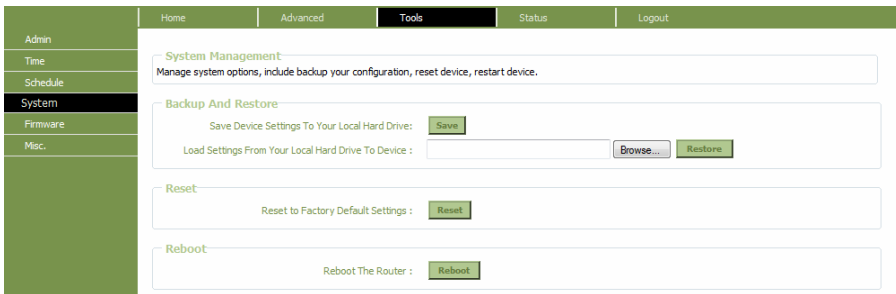 Home Advanced Tools Status Logout
Admin
Time
Schedule
System
Firmware
Misc.
System Management
Manage system options, include backup your configuration, reset device, restart device.
Backup And Restore
Save Device Settings To Your Local Hard Drive: Save
Load Settings From Your Local Hard Drive To Device : Browse... Restore
Reset
Reset to Factory Default Settings : Reset
Reboot
Reboot The Router : Reboot